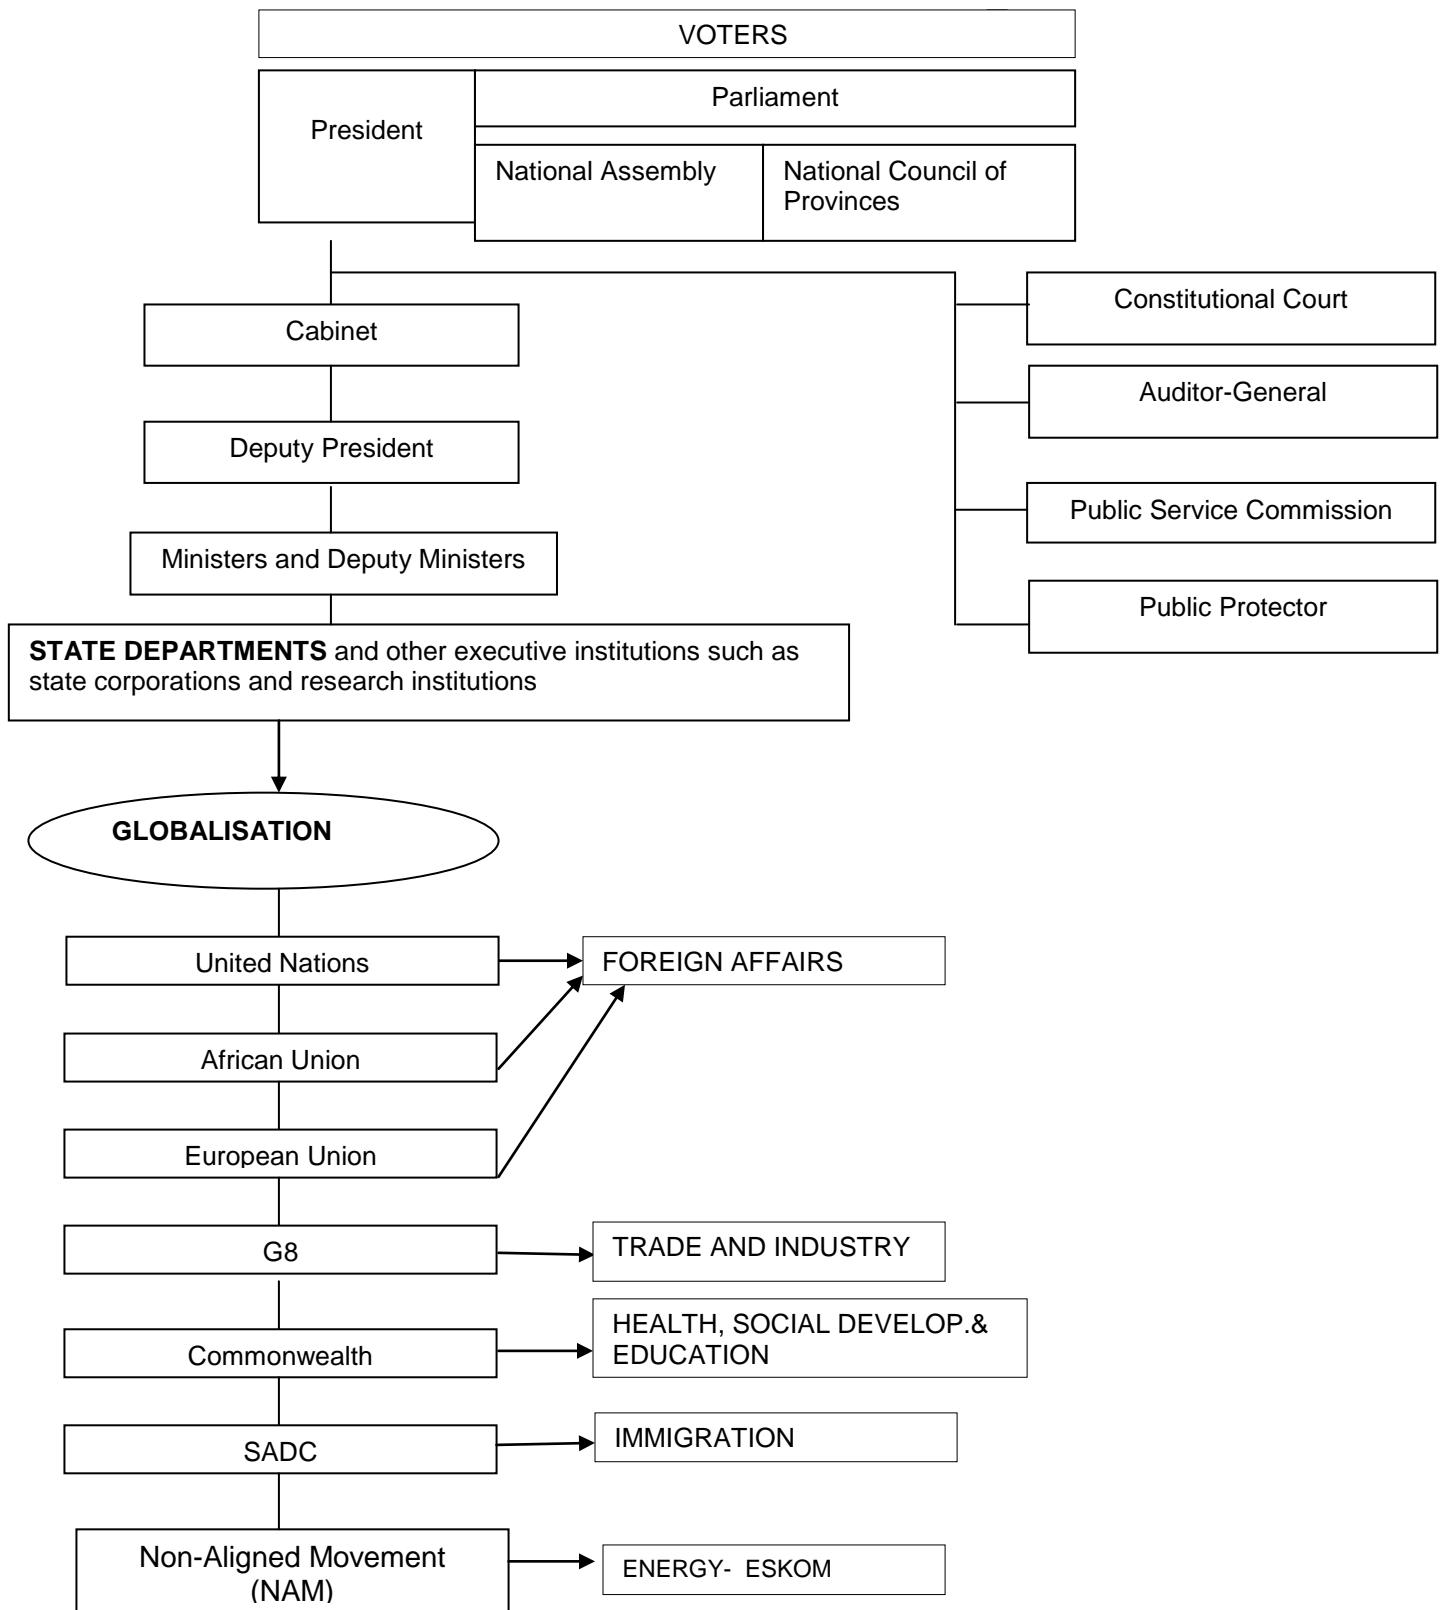 VOTERS
President
Parliament
National Assembly
National Council of
Provinces
Cabinet
Deputy President
Ministers and Deputy Ministers
STATE DEPARTMENTS and other executive institutions such as
state corporations and research institutions
Constitutional Court
Auditor-General
Public Service Commission
Public Protector
GLOBALISATION
United Nations
FOREIGN AFFAIRS
African Union
European Union
G8
TRADE AND INDUSTRY
Commonwealth
HEALTH, SOCIAL DEVELOP.&
EDUCATION
SADC
IMMIGRATION
Non-Aligned Movement
(NAM)
ENERGY- ESKOM